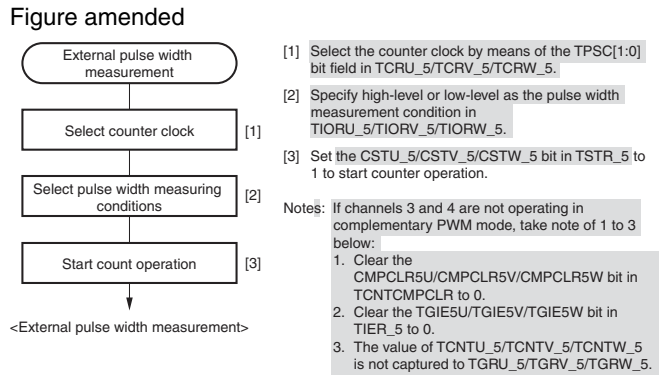 Figure amended
External pulse width
measurement
Select counter clock
[1]
Select pulse width measuring
conditions
[2]
Start count operation
[3]
<External pulse width measurement>
[1] Select the counter clock by means of the TPSC[1:0]
bit field in TCRU_5/TCRV_5/TCRW_5.
[2] Specify high-level or low-level as the pulse width
measurement condition in
TIORU_5/TIORV_5/TIORW_5.
[3] Set the CSTU_5/CSTV_5/CSTW_5 bit in TSTR_5 to
1 to start counter operation.
Notes: If channels 3 and 4 are not operating in
complementary PWM mode, take note of 1 to 3
below:
1. Clear the
CMPCLR5U/CMPCLR5V/CMPCLR5W bit in
TCNTCMPCLR to 0.
2. Clear the TGIE5U/TGIE5V/TGIE5W bit in
TIER_5 to 0.
3. The value of TCNTU_5/TCNTV_5/TCNTW_5
is not captured to TGRU_5/TGRV_5/TGRW_5.